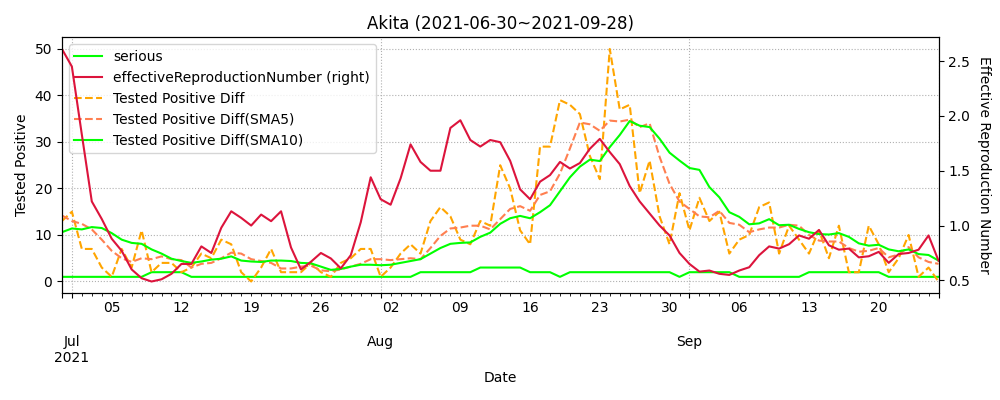 Akita (2021-06-30~2021-09-28)
serious
effectiveReproductionNumber (right)
Tested Positive Diff
Tested Positive Diff(SMA5)
Tested Positive Diff(SMA10)
Tested Positive
50
40
30
20
10
0
Effective Reproduction Number
2.5
2.0
1.5
1.0
0.5
05 12 19 26 02 09 16 23 30 06 13 20
Jul Aug Sep
2021
Date